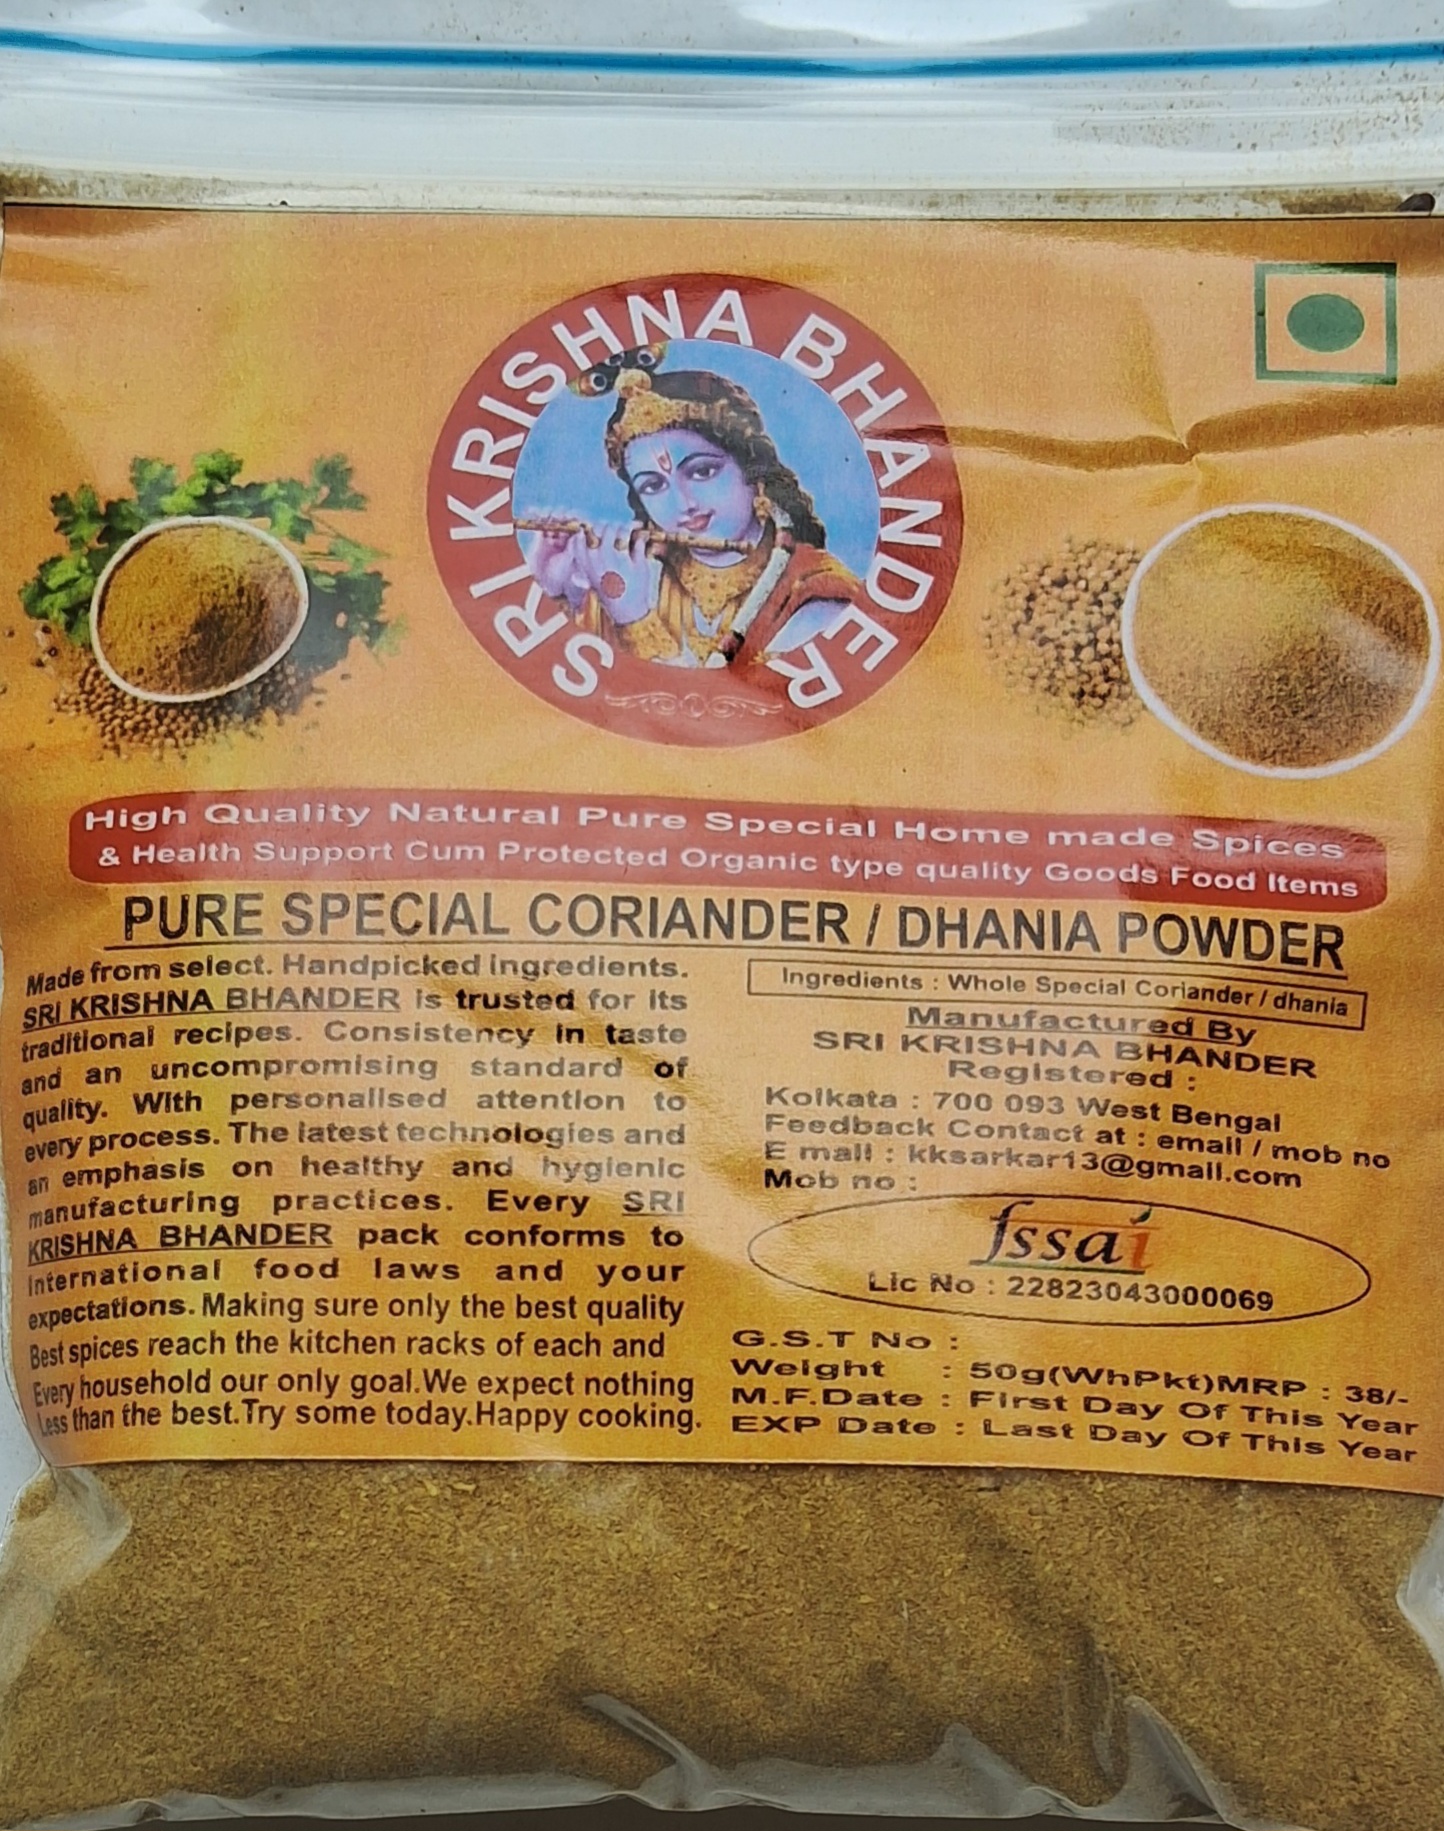 SRI KRISHNA BHANDER
High Quality Natural Pure Special Home made Spices
& Health Support Cum Protected Organic type quality Goods Food Items
PURE SPECIAL CORIANDER / DHANIA POWDER
Made from select. Handpicked ingredients.
SRI KRISHNA BHANDER is trusted for its
traditional recipes. Consistency in taste
and an uncompromising standard of
quality. With personalised attention to
every process. The latest technologies and
an emphasis on healthy and hygienic
manufacturing practices. Every SRI
KRISHNA BHANDER pack conforms to
International food laws and your
expectations. Making sure only the best quality
Best spices reach the kitchen racks of each and
Every household our only goal.We expect nothing
Less than the best.Try some today.Happy cooking.
Ingredients : Whole Special Coriander / dhania
Manufactured By
SRI KRISHNA BHANDER
Registered :
Kolkata : 700 093 West Bengal
Feedback Contact at : email / mob no
E mail : kksarkar13@gmail.com
Mob no :
fssai
Lic No : 22823043000069
G.S.T No :
Weight : 50g(WhPkt)MRP : 38/-
M.F.Date : First Day Of This Year
EXP Date : Last Day Of This Year